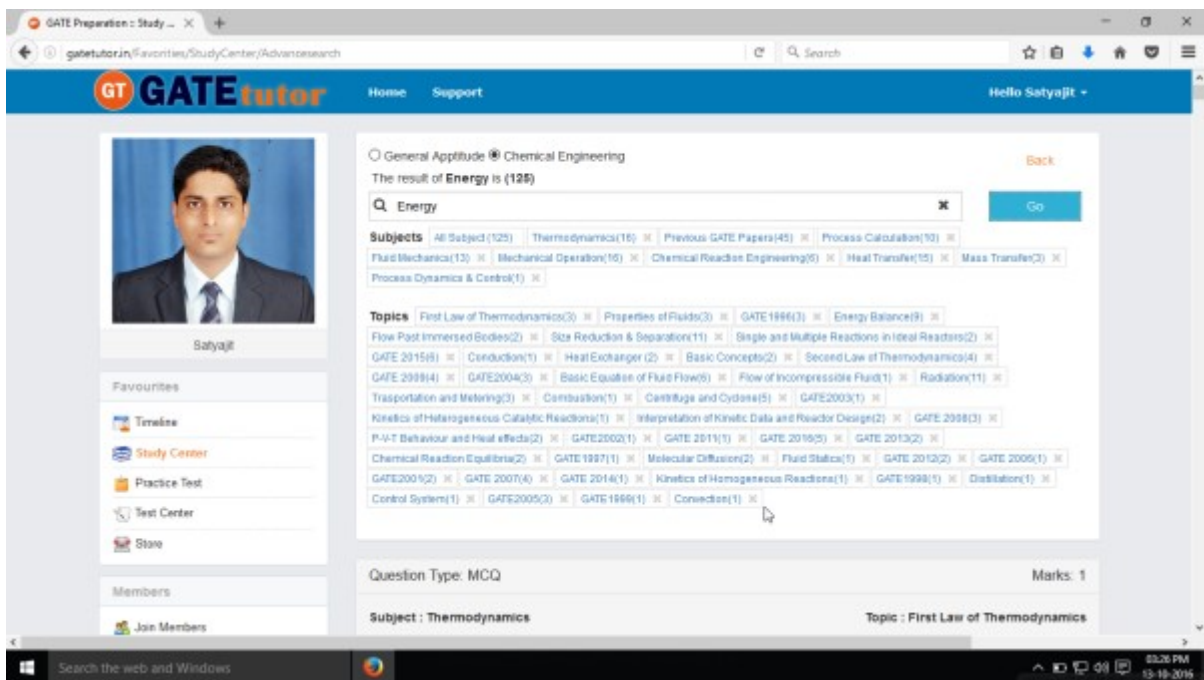 GATE Preparation :: Study ...
gatetutor.in/Favorities/StudyCenter/Advancesearch
Search
GT GATEtutor
Home Support
Hello Satyajit
General Apptitude Chemical Engineering
Back
The result of Energy is (125)
Energy
Go
Subjects All Subject (125) Thermodynamics(16) Previous GATE Papers(45) Process Calculation(10)
Fluid Mechanics(13) Mechanical Operation(16) Chemical Reaction Engineering(6) Heat Transfer(15) Mass Transfer(3)
Process Dynamics & Control(1)
Topics First Law of Thermodynamics(3) Properties of Fluids(3) GATE1996(3) Energy Balance(9)
Flow Past Immersed Bodies(2) Size Reduction & Separation(11) Single and Multiple Reactions in Ideal Reactors(2)
GATE 2015(6) Conduction(1) Heat Exchanger (2) Basic Concepts(2) Second Law of Thermodynamics(4)
GATE 2009(4) GATE2004(3) Basic Equation of Fluid Flow(6) Flow of Incompressible Fluid(1) Radiation(11)
Trasportation and Metering(3) Combustion(1) Centrifuge and Cyclone(5) GATE2003(1)
Kinetics of Heterogeneous Catalytic Reactions(1) Interpretation of Kinetic Data and Reactor Design(2) GATE 2008(3)
P-V-T Behaviour and Heat effects(2) GATE2002(1) GATE 2011(1) GATE 2016(5) GATE 2013(2)
Chemical Reaction Equilibria(2) GATE1997(1) Molecular Diffusion(2) Fluid Statics(1) GATE 2012(2) GATE 2006(1)
GATE2001(2) GATE 2007(4) GATE 2014(1) Kinetics of Homogeneous Reactions(1) GATE1998(1) Distillation(1)
Control System(1) GATE2005(3) GATE1999(1) Convection(1)
Satyajit
Favourites
Timeline
Study Center
Practice Test
Test Center
Store
Members
Join Members
Question Type: MCQ Marks: 1
Subject : Thermodynamics Topic : First Law of Thermodynamics
Search the web and Windows
03:26 PM
13-10-2016